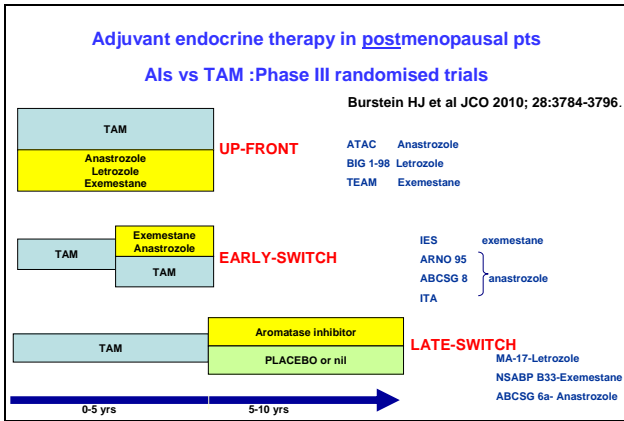 Adjuvant endocrine therapy in postmenopausal pts
AIs vs TAM :Phase III randomised trials
Burstein HJ et al JCO 2010; 28:3784-3796.
TAM
Anastrozole
Letrozole
Exemestane
UP-FRONT
ATAC Anastrozole
BIG 1-98 Letrozole
TEAM Exemestane
TAM
Exemestane
Anastrozole
TAM
EARLY-SWITCH
IES exemestane
ARNO 95
ABCSG 8 anastrozole
ITA
TAM
Aromatase inhibitor
PLACEBO or nil
LATE-SWITCH
MA-17-Letrozole
NSABP B33-Exemestane
ABCSG 6a- Anastrozole
0-5 yrs
5-10 yrs